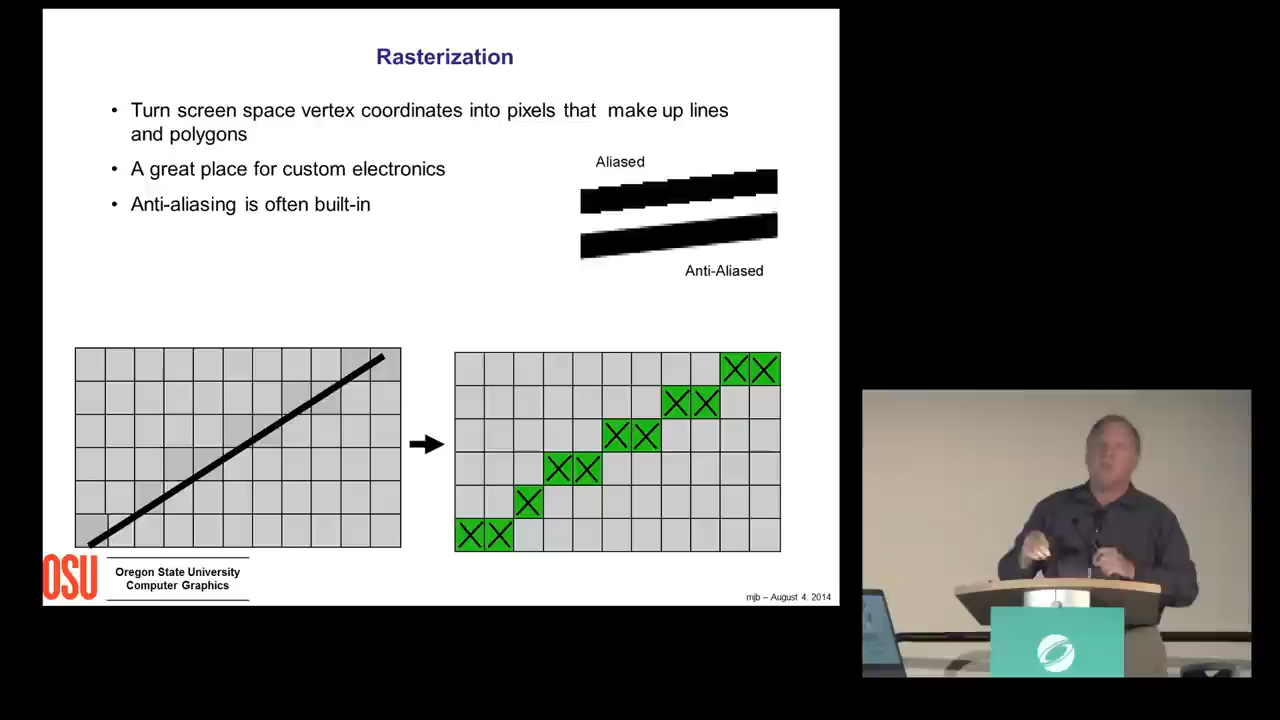 Rasterization
• Turn screen space vertex coordinates into pixels that make up lines
and polygons
• A great place for custom electronics
• Anti-aliasing is often built-in
Aliased
Anti-Aliased
OSU
Oregon State University
Computer Graphics
mjb – August 4. 2014